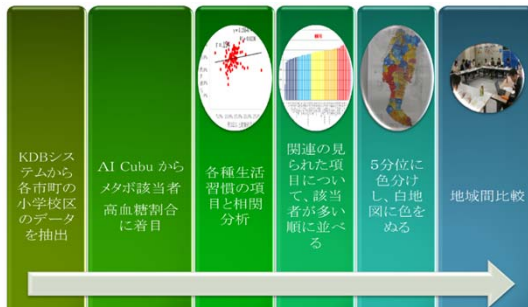 KDBシス
テムから
各市町の
小学校区
のデータ
を抽出
AI Cubu から
メタボ該当者
高血糖割合
に着目
各種生活
習慣の項
目と相関
分析
関連の見
られた項
目につい
て、該当
者が多い
順に並べ
る
5分位に
色分け
し、白地
図に色を
ぬる
地域間比較